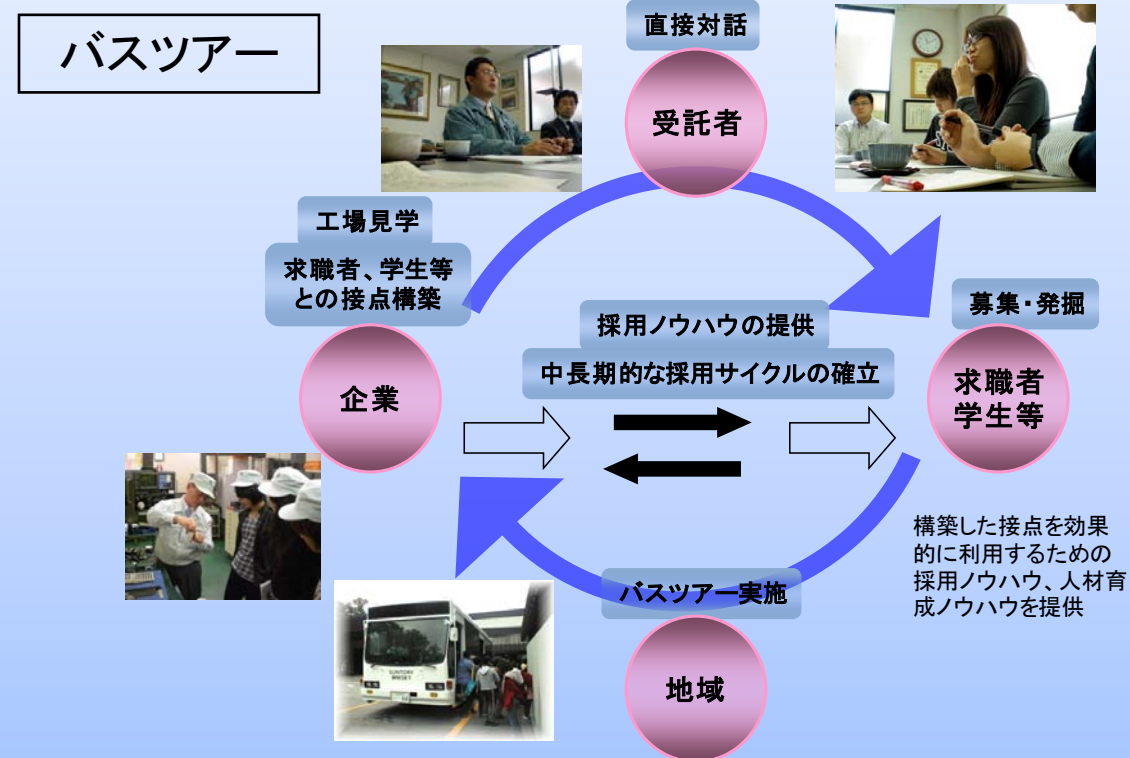 バスツアー
直接対話
受託者
工場見学
求職者、学生等
との接点構築
企業
採用ノウハウの提供
中長期的な採用サイクルの確立
募集・発掘
求職者
学生等
構築した接点を効果
的に利用するための
採用ノウハウ、人材育
成ノウハウを提供
バスツアー実施
地域